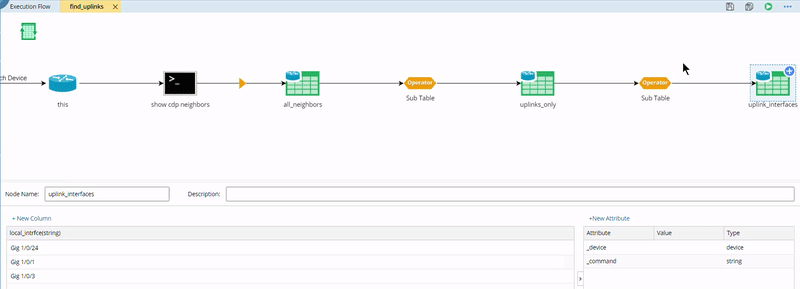 Execution Flow
find_uplinks
ch Device
>_
Operator
Operator
this
show cdp neighbors
all_neighbors
Sub Table
uplinks_only
Sub Table
uplink_interfaces
Node Name:
uplink_interfaces
Description:
+ New Column
+New Attribute
local_intrfce(string)
Attribute
Value
Type
Gig 1/0/24
_device
device
Gig 1/0/1
_command
string
Gig 1/0/3